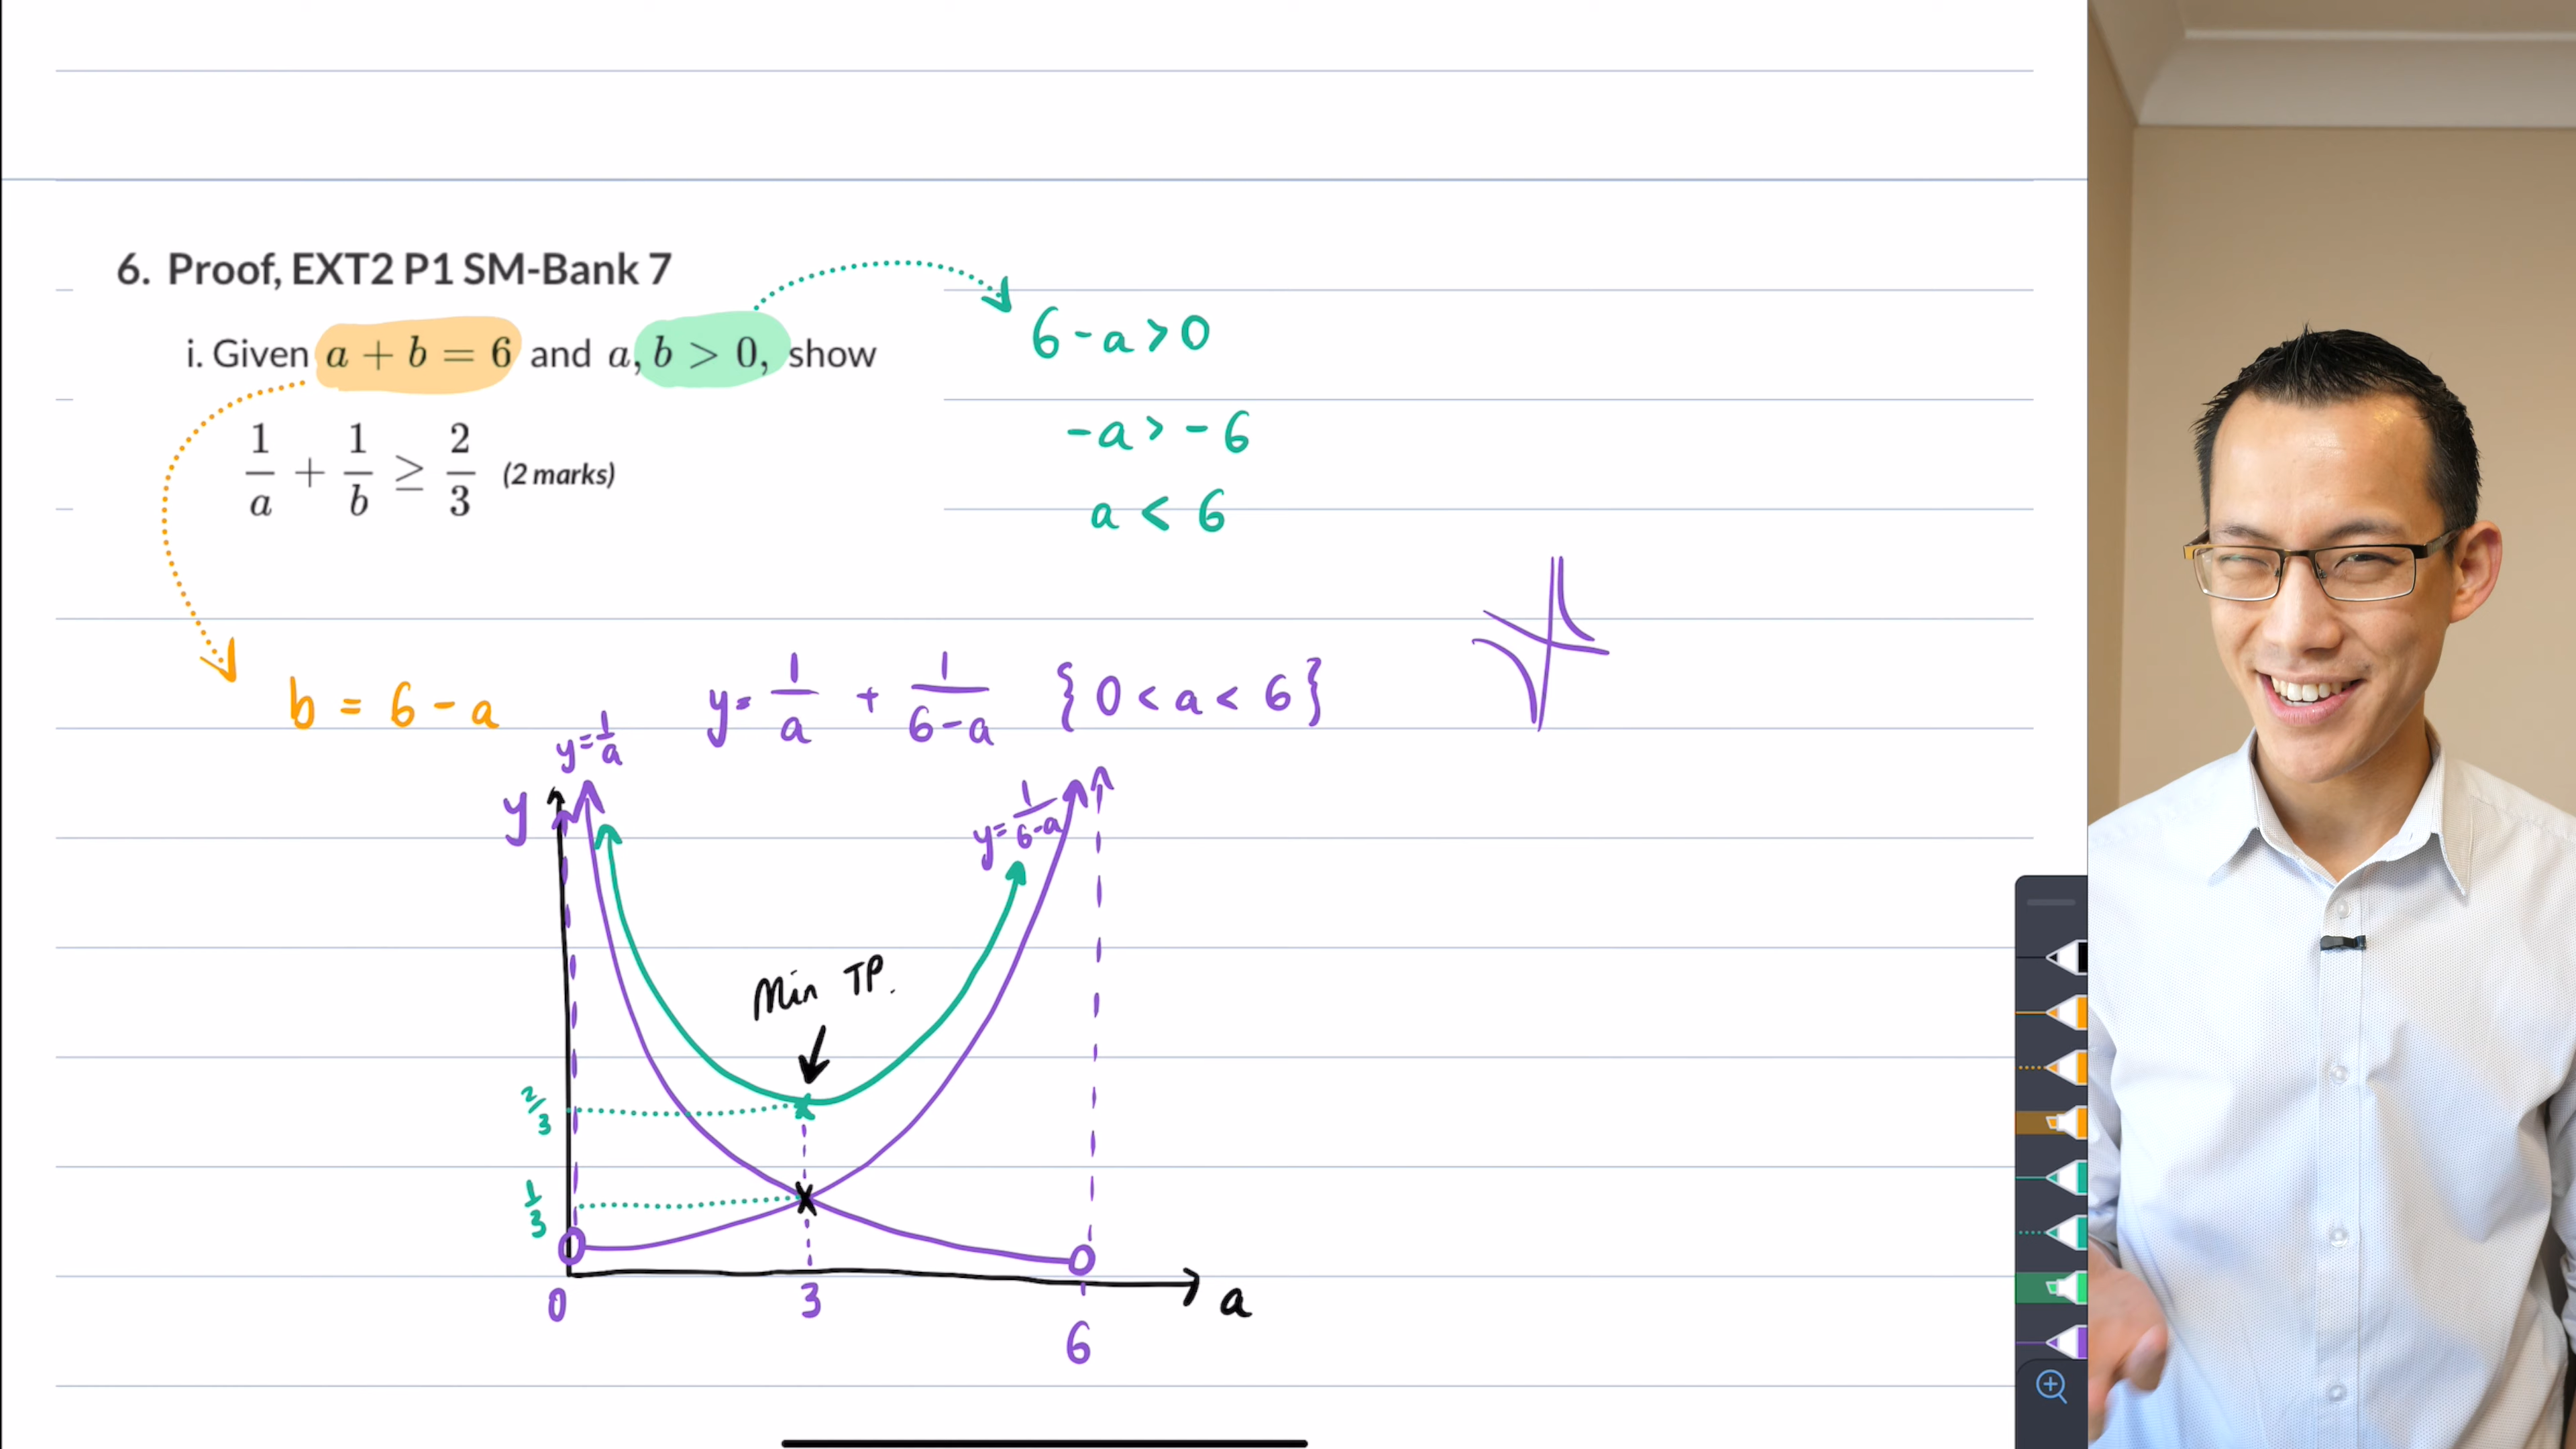 6. Proof, EXT2 P1 SM-Bank 7
i. Given a + b = 6 and a, b > 0, show
1/a + 1/b ≥ 2/3 (2 marks)
6 - a > 0
-a > -6
a < 6
b = 6 - a
y = 1/a + 1/(6-a) {0 < a < 6}
y = 1/a
y
y = 1/(6-a)
Min TP.
2/3
1/3
0
3
6
a